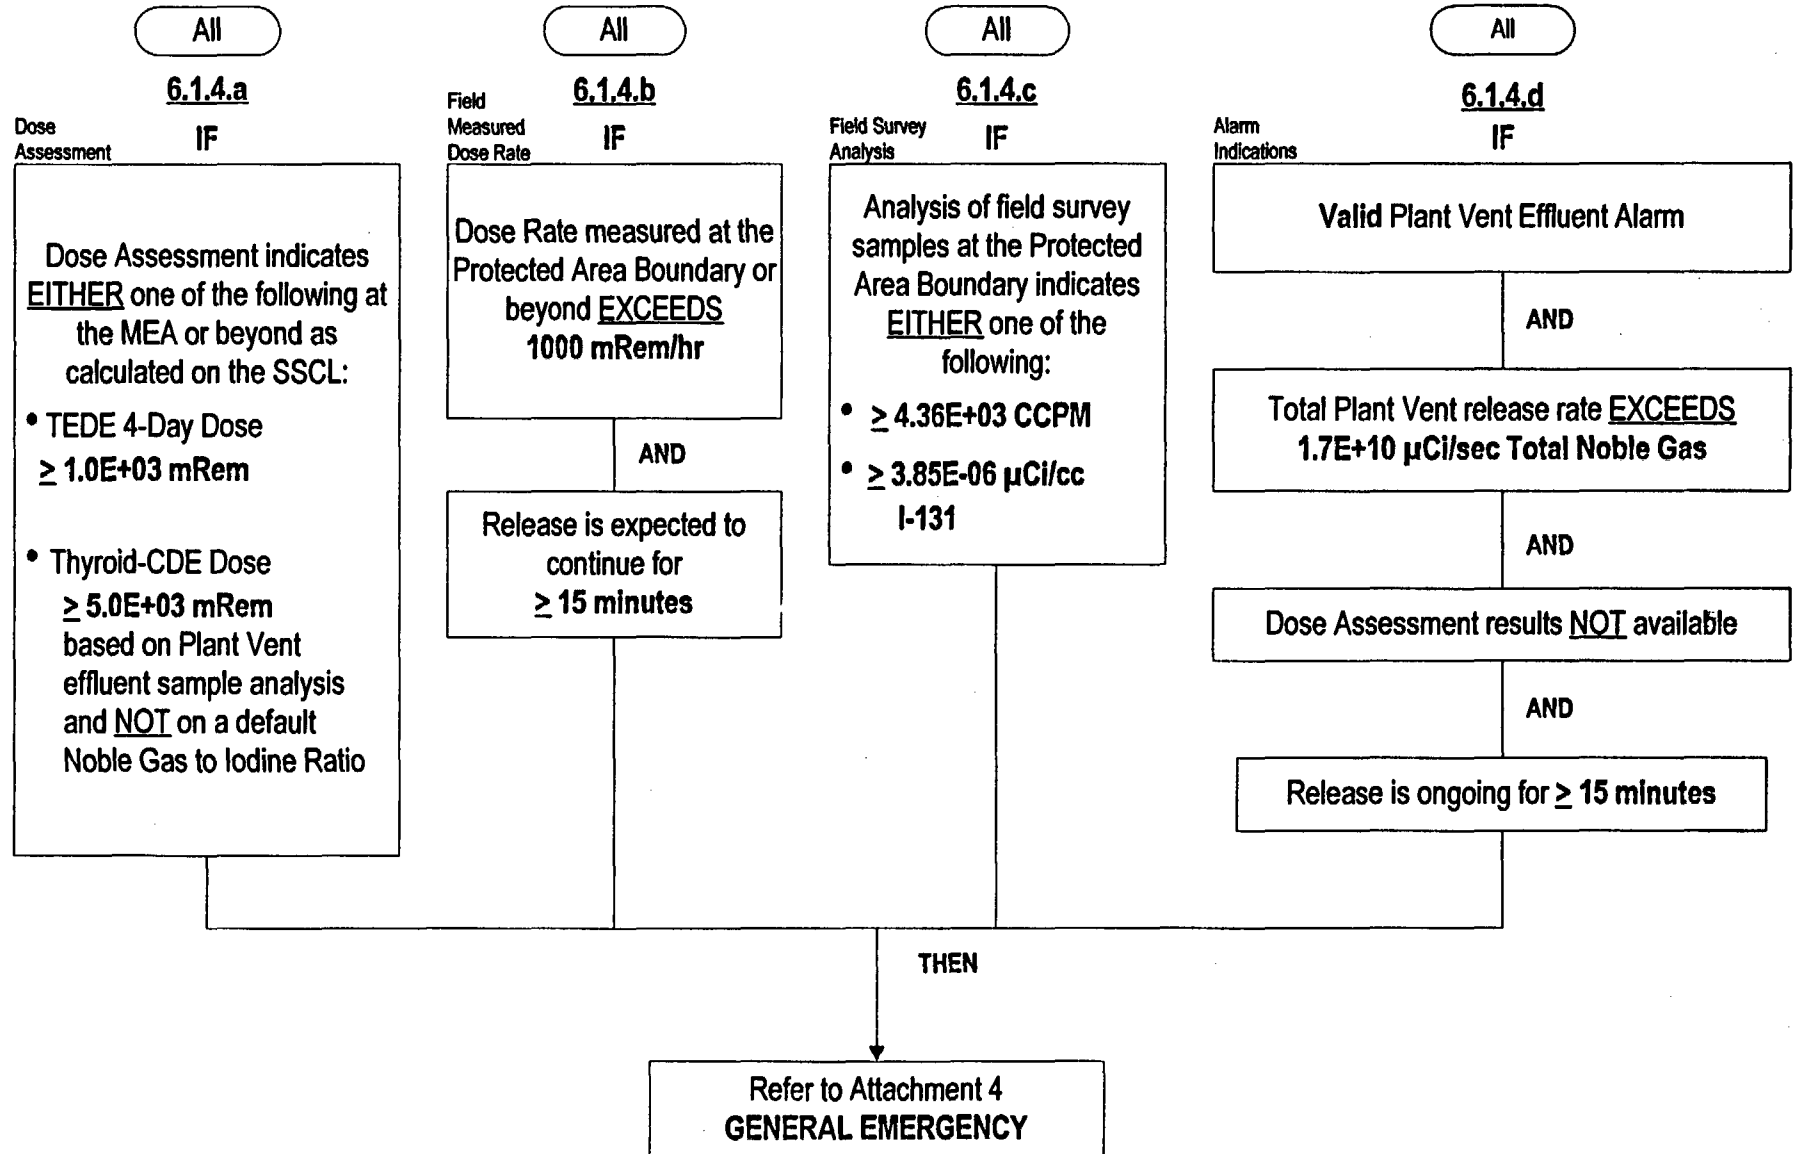 All
6.1.4.a
Dose
Assessment
IF
Dose Assessment indicates
EITHER one of the following at
the MEA or beyond as
calculated on the SSCL:
• TEDE 4-Day Dose
≥ 1.0E+03 mRem
• Thyroid-CDE Dose
≥ 5.0E+03 mRem
based on Plant Vent
effluent sample analysis
and NOT on a default
Noble Gas to Iodine Ratio
All
6.1.4.b
Field
Measured
Dose Rate
IF
Dose Rate measured at the
Protected Area Boundary or
beyond EXCEEDS
1000 mRem/hr
AND
Release is expected to
continue for
≥ 15 minutes
All
6.1.4.c
Field Survey
Analysis
IF
Analysis of field survey
samples at the Protected
Area Boundary indicates
EITHER one of the
following:
• ≥ 4.36E+03 CCPM
• ≥ 3.85E-06 µCi/cc
I-131
All
6.1.4.d
Alarm
Indications
IF
Valid Plant Vent Effluent Alarm
AND
Total Plant Vent release rate EXCEEDS
1.7E+10 µCi/sec Total Noble Gas
AND
Dose Assessment results NOT available
AND
Release is ongoing for ≥ 15 minutes
THEN
Refer to Attachment 4
GENERAL EMERGENCY